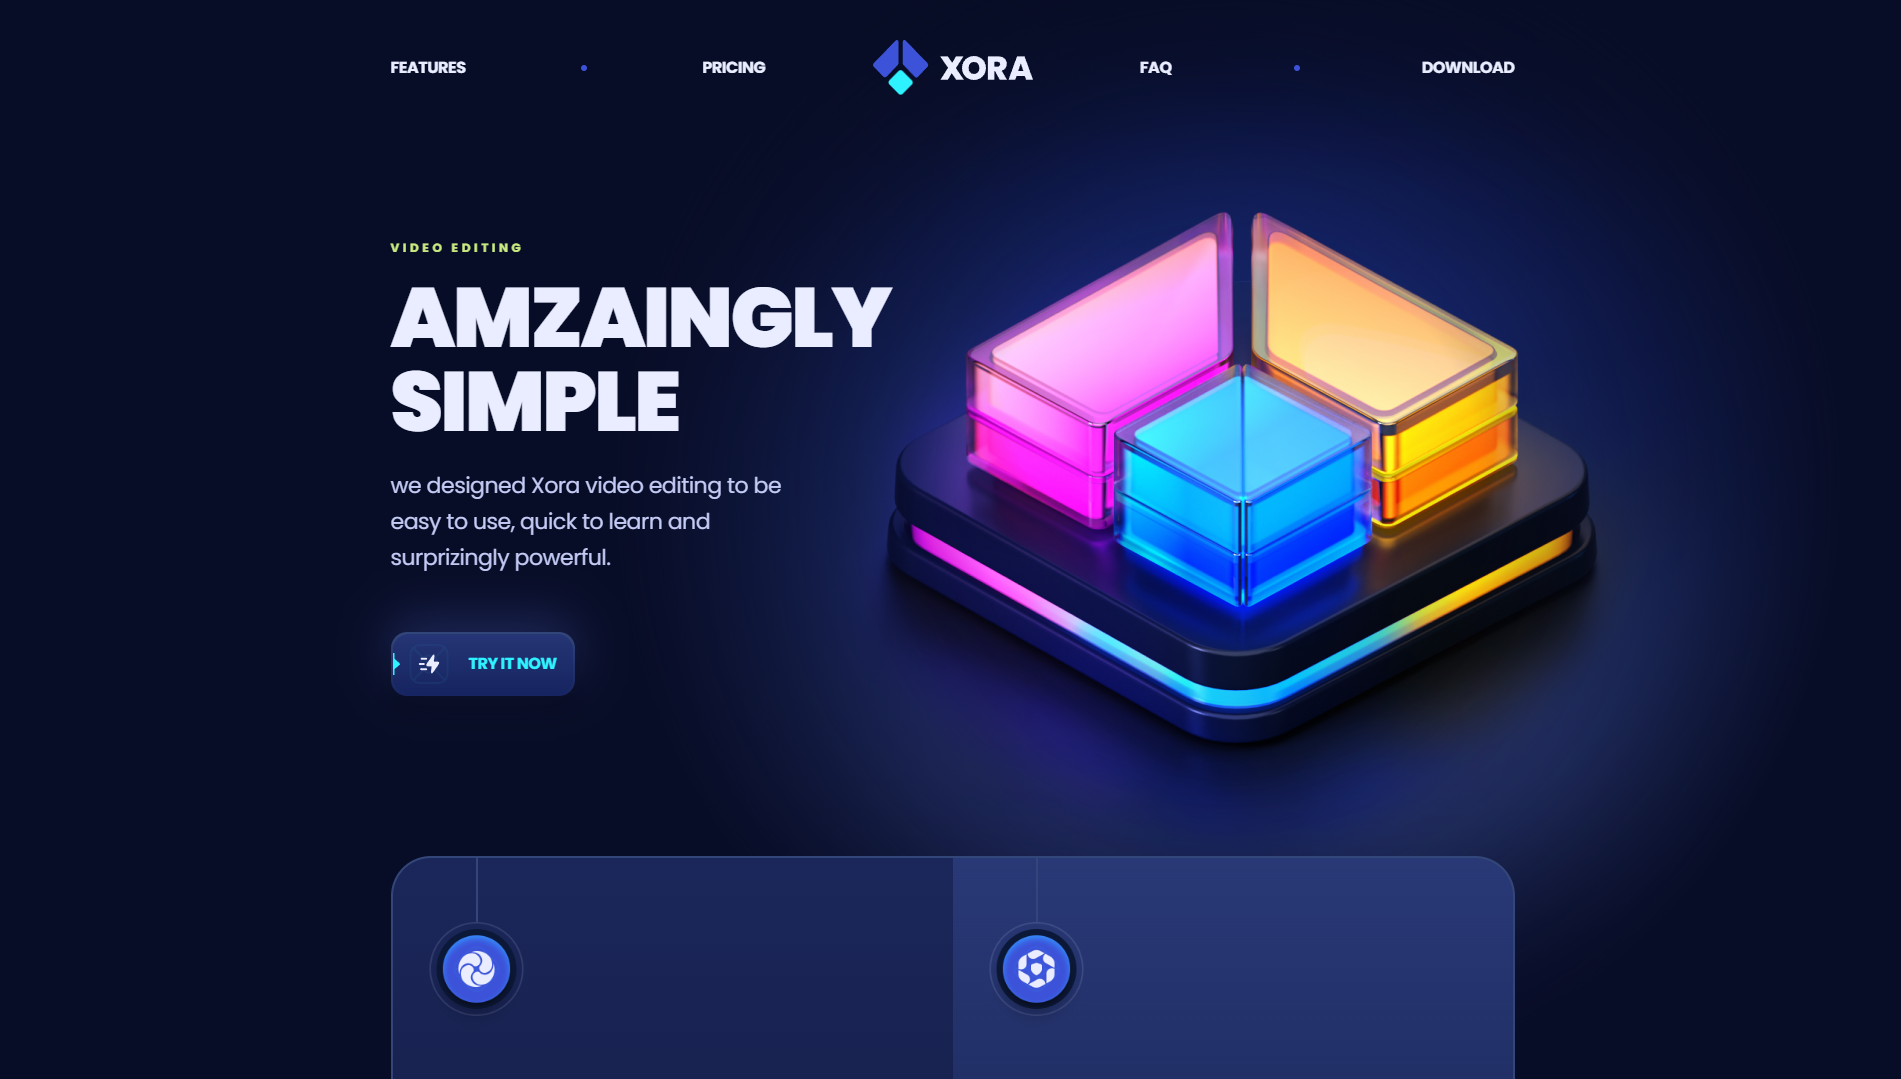 FEATURES
PRICING
XORA
FAQ
DOWNLOAD
VIDEO EDITING
AMZAINGLY
SIMPLE
we designed Xora video editing to be
easy to use, quick to learn and
surprizingly powerful.
TRY IT NOW